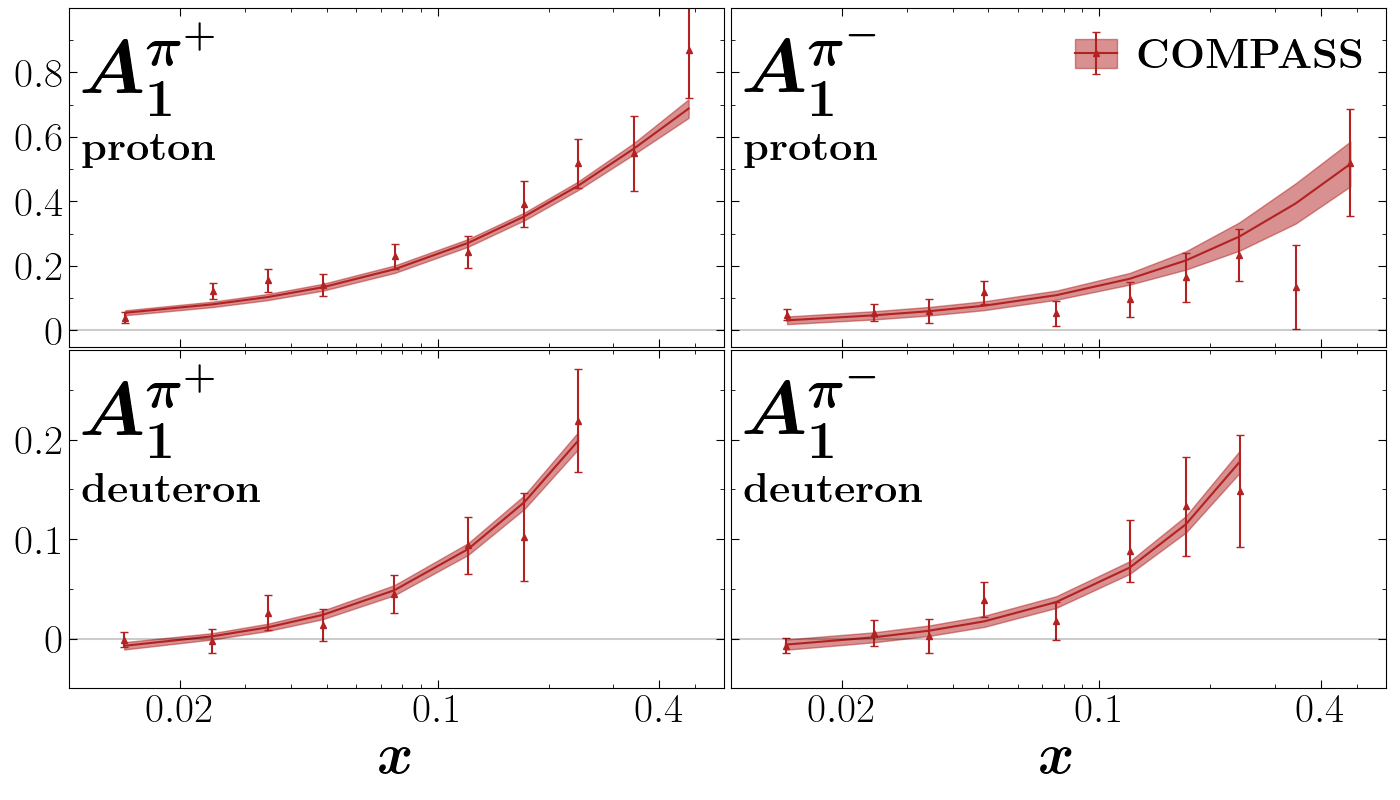 A_1^{π^+}
proton
0.8
0.6
0.4
0.2
0
A_1^{π^-}
proton
COMPASS
A_1^{π^+}
deuteron
0.2
0.1
0
A_1^{π^-}
deuteron
0.02 0.1 0.4
0.02 0.1 0.4
x
x